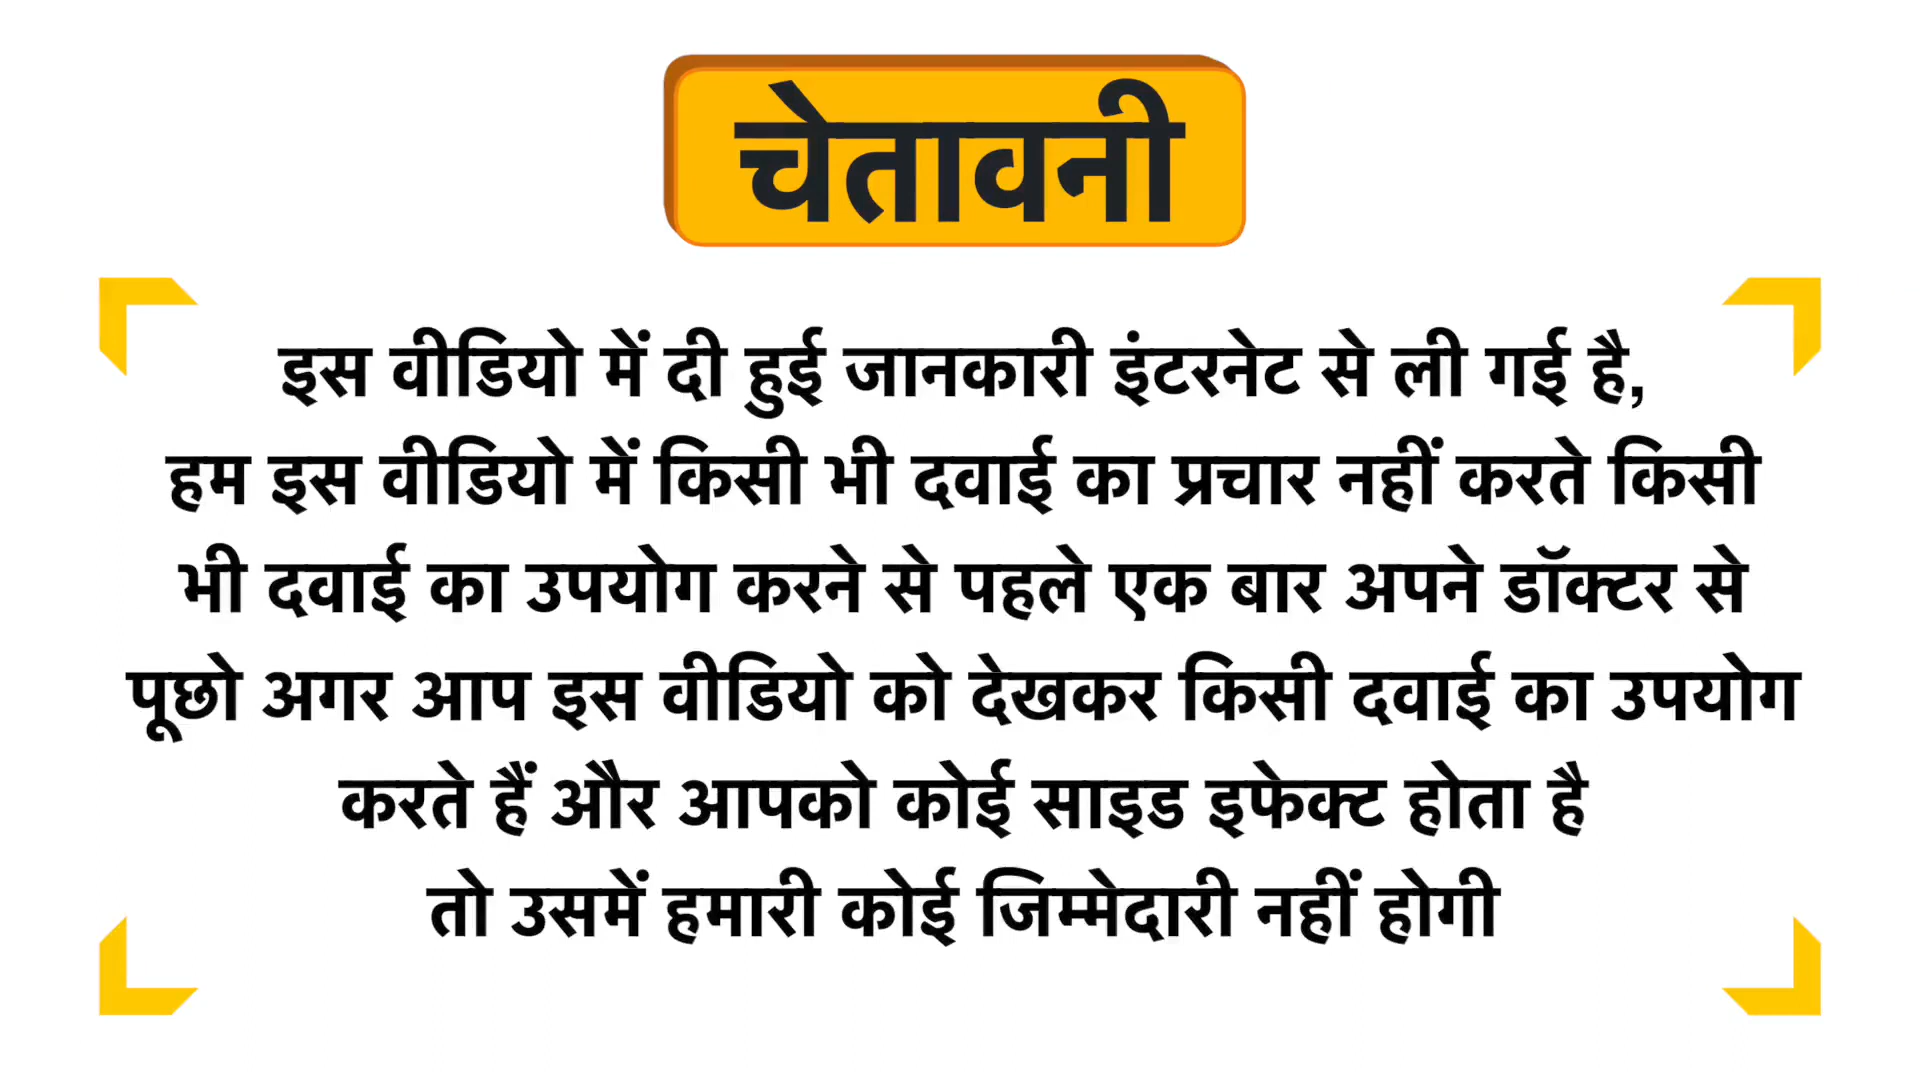 चेतावनी
इस वीडियो में दी हुई जानकारी इंटरनेट से ली गई है,
हम इस वीडियो में किसी भी दवाई का प्रचार नहीं करते किसी
भी दवाई का उपयोग करने से पहले एक बार अपने डॉक्टर से
पूछो अगर आप इस वीडियो को देखकर किसी दवाई का उपयोग
करते हैं और आपको कोई साइड इफेक्ट होता है
तो उसमें हमारी कोई जिम्मेदारी नहीं होगी